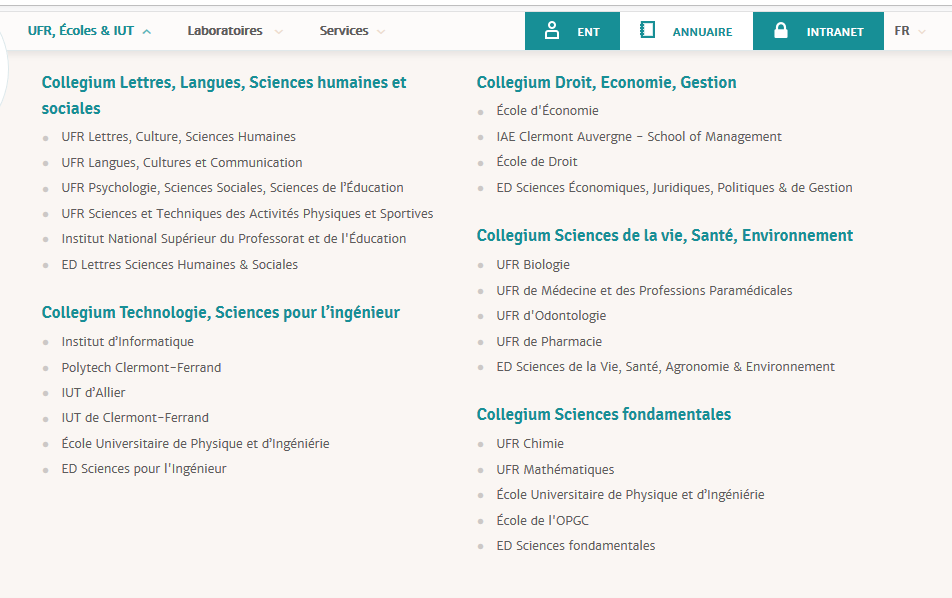 UFR, Écoles & IUT
Laboratoires
Services
ENT
ANNUAIRE
INTRANET
FR
Collegium Lettres, Langues, Sciences humaines et
sociales
UFR Lettres, Culture, Sciences Humaines
UFR Langues, Cultures et Communication
UFR Psychologie, Sciences Sociales, Sciences de l’Éducation
UFR Sciences et Techniques des Activités Physiques et Sportives
Institut National Supérieur du Professorat et de l'Éducation
ED Lettres Sciences Humaines & Sociales
Collegium Technologie, Sciences pour l’ingénieur
Institut d’Informatique
Polytech Clermont-Ferrand
IUT d’Allier
IUT de Clermont-Ferrand
École Universitaire de Physique et d’Ingéniérie
ED Sciences pour l'Ingénieur
Collegium Droit, Economie, Gestion
École d'Économie
IAE Clermont Auvergne - School of Management
École de Droit
ED Sciences Économiques, Juridiques, Politiques & de Gestion
Collegium Sciences de la vie, Santé, Environnement
UFR Biologie
UFR de Médecine et des Professions Paramédicales
UFR d'Odontologie
UFR de Pharmacie
ED Sciences de la Vie, Santé, Agronomie & Environnement
Collegium Sciences fondamentales
UFR Chimie
UFR Mathématiques
École Universitaire de Physique et d’Ingéniérie
École de l'OPGC
ED Sciences fondamentales